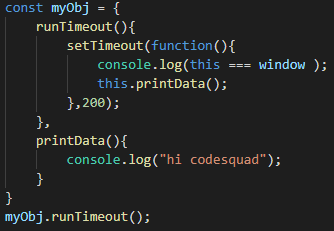 const myObj = {
    runTimeout(){
        setTimeout(function(){
            console.log(this === window );
            this.printData();
        },200);
    },
    printData(){
        console.log("hi codesquad");
    }
}
myObj.runTimeout();